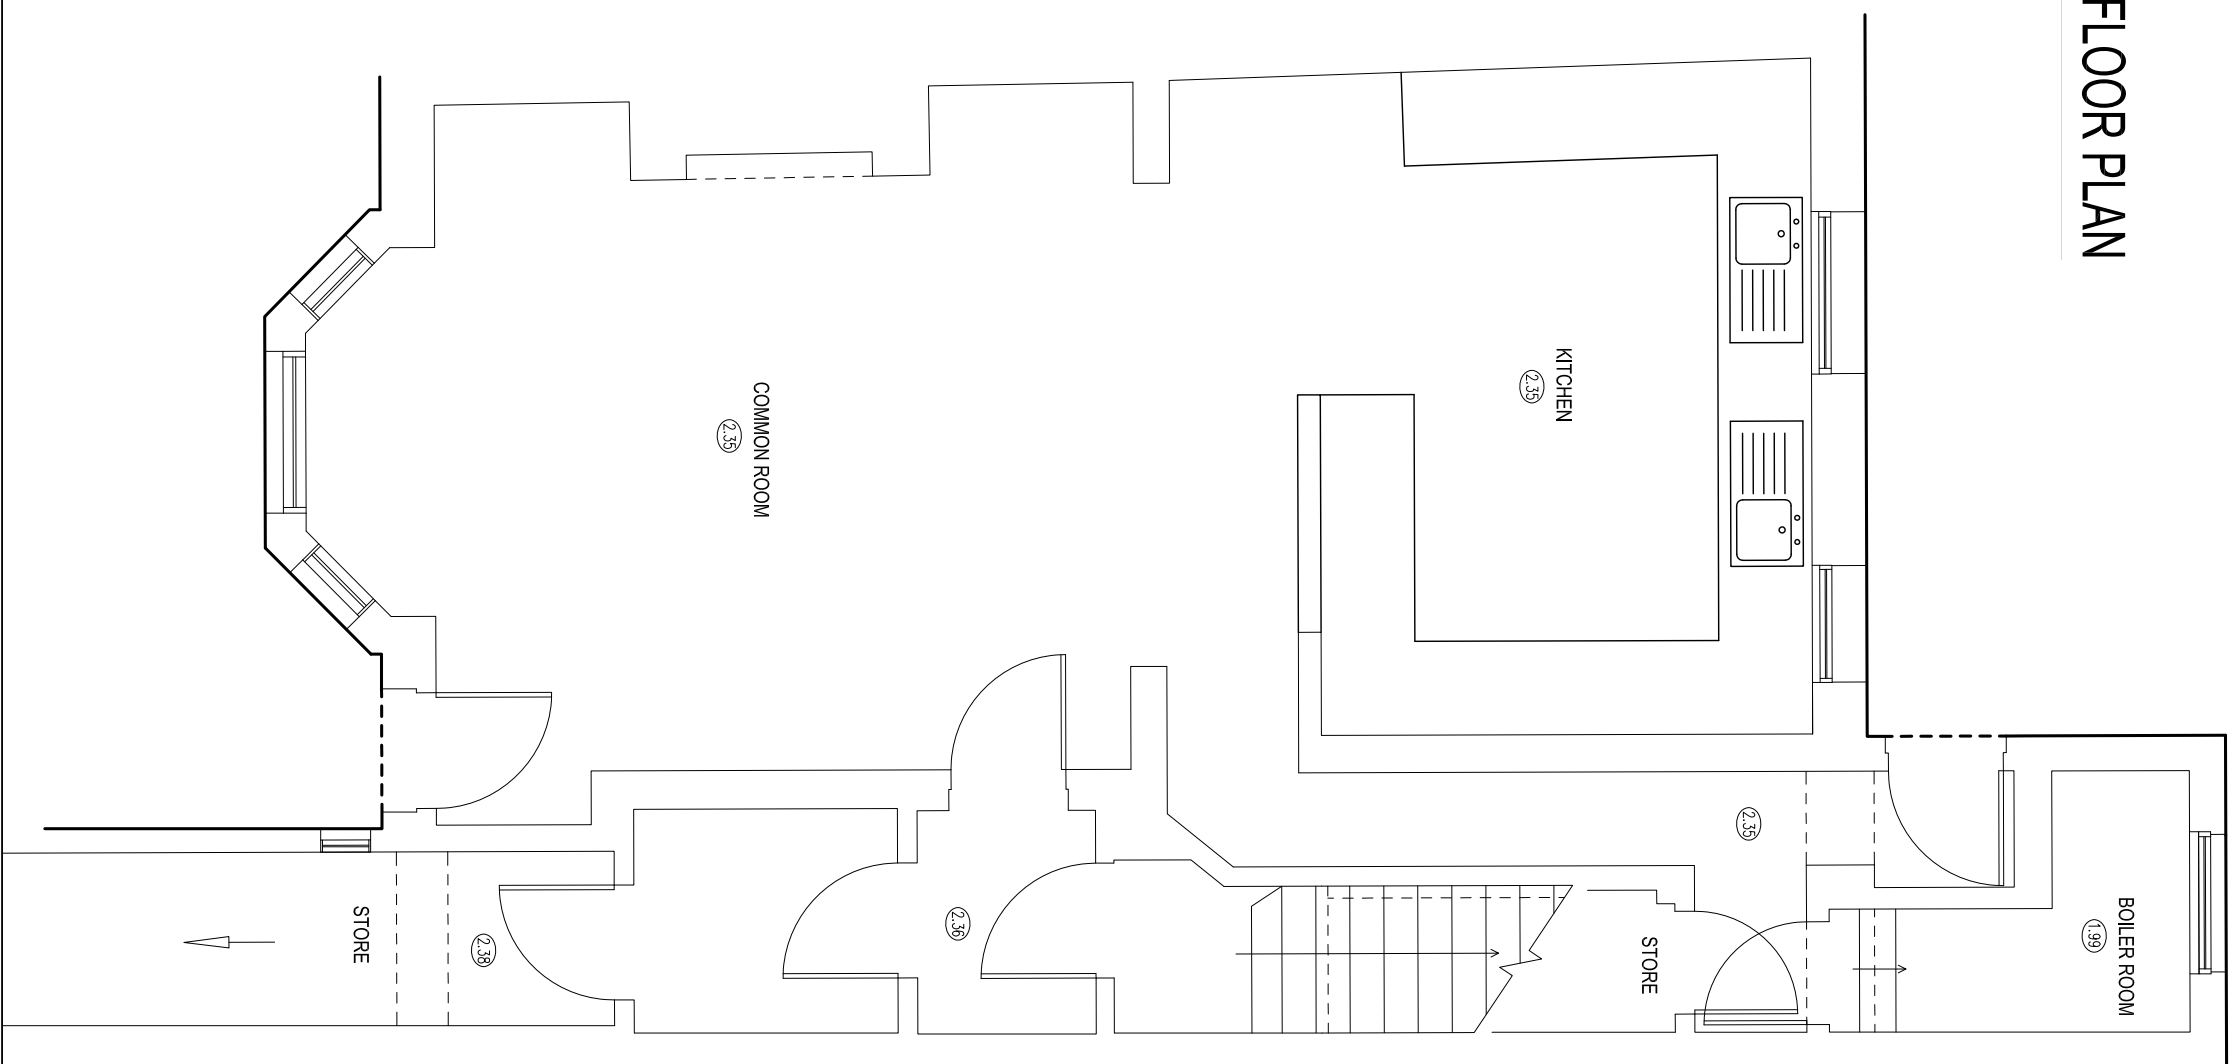 FLOOR PLAN
KITCHEN
2.35
COMMON ROOM
2.35
2.35
BOILER ROOM
1.99
STORE
2.36
STORE
2.38